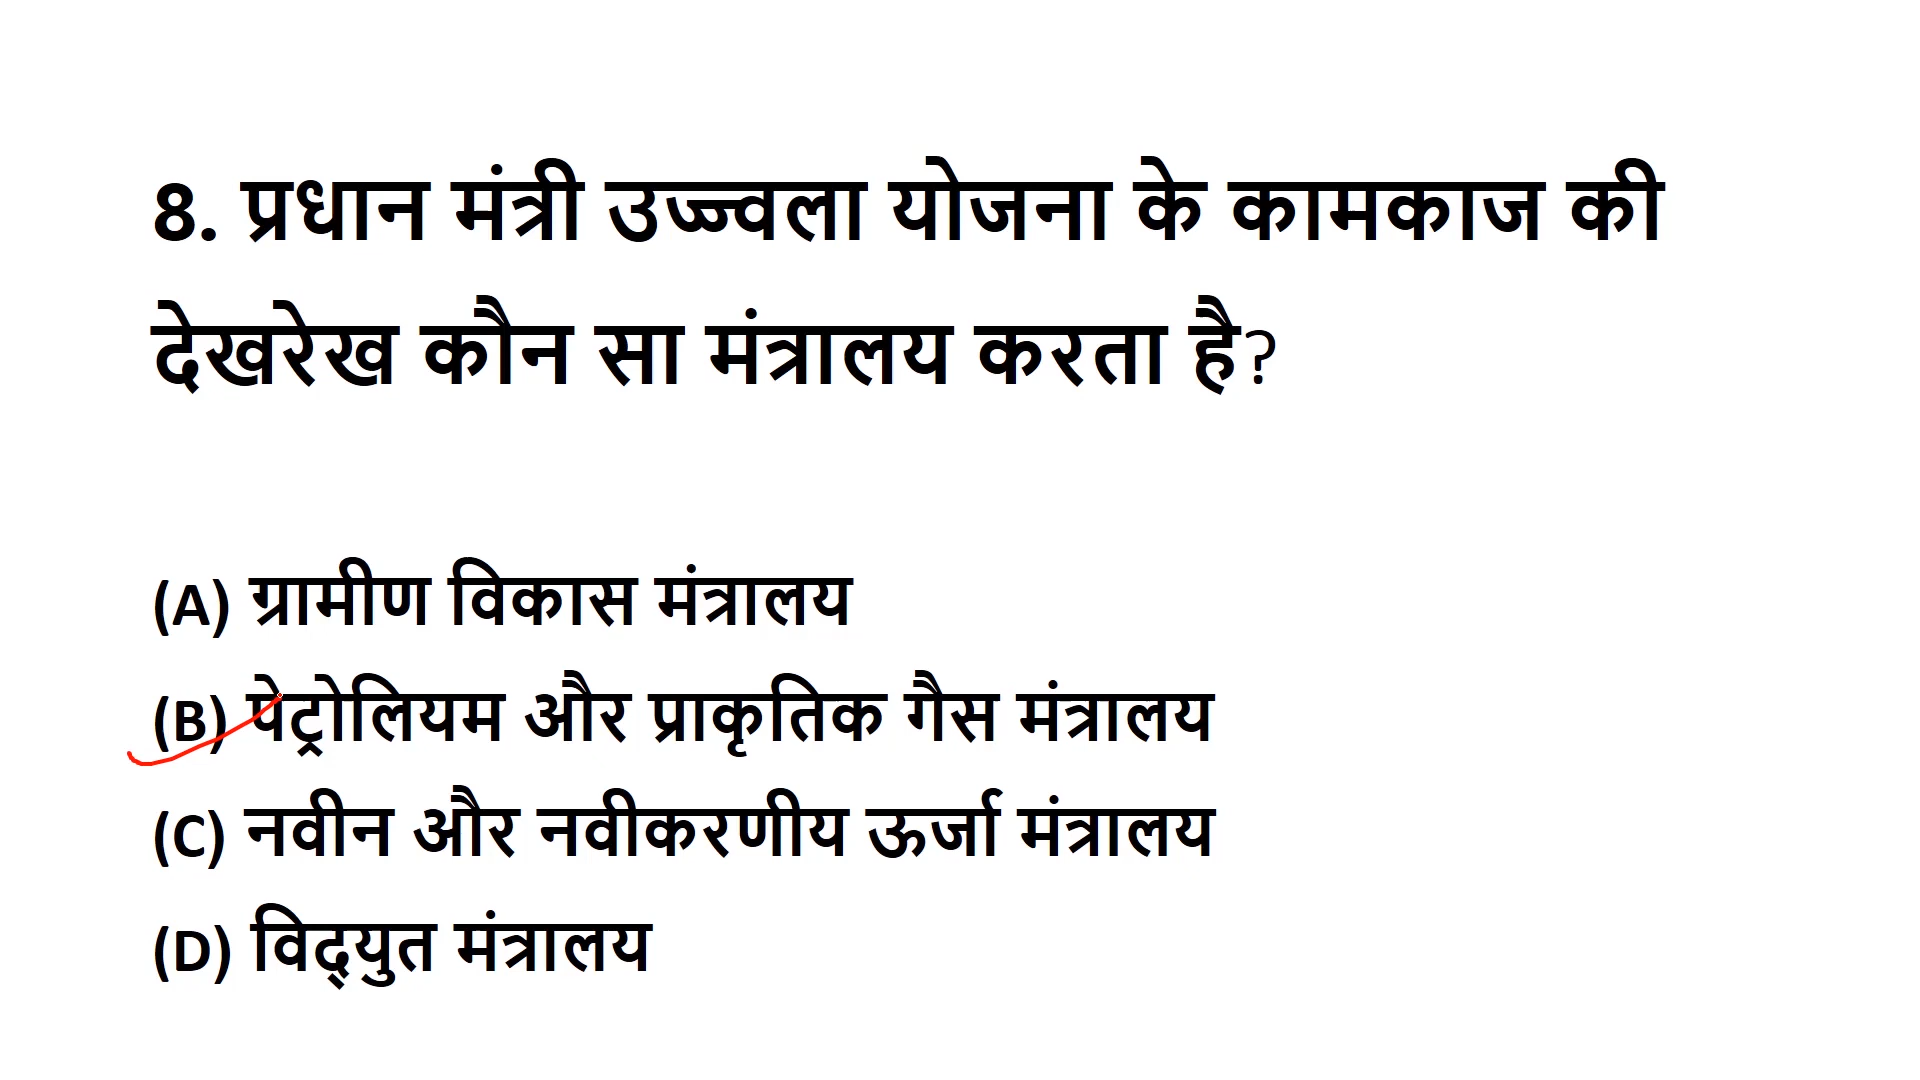 8. प्रधान मंत्री उज्ज्वला योजना के कामकाज की
देखरेख कौन सा मंत्रालय करता है?
(A) ग्रामीण विकास मंत्रालय
(B) पेट्रोलियम और प्राकृतिक गैस मंत्रालय
(C) नवीन और नवीकरणीय ऊर्जा मंत्रालय
(D) विद्युत मंत्रालय